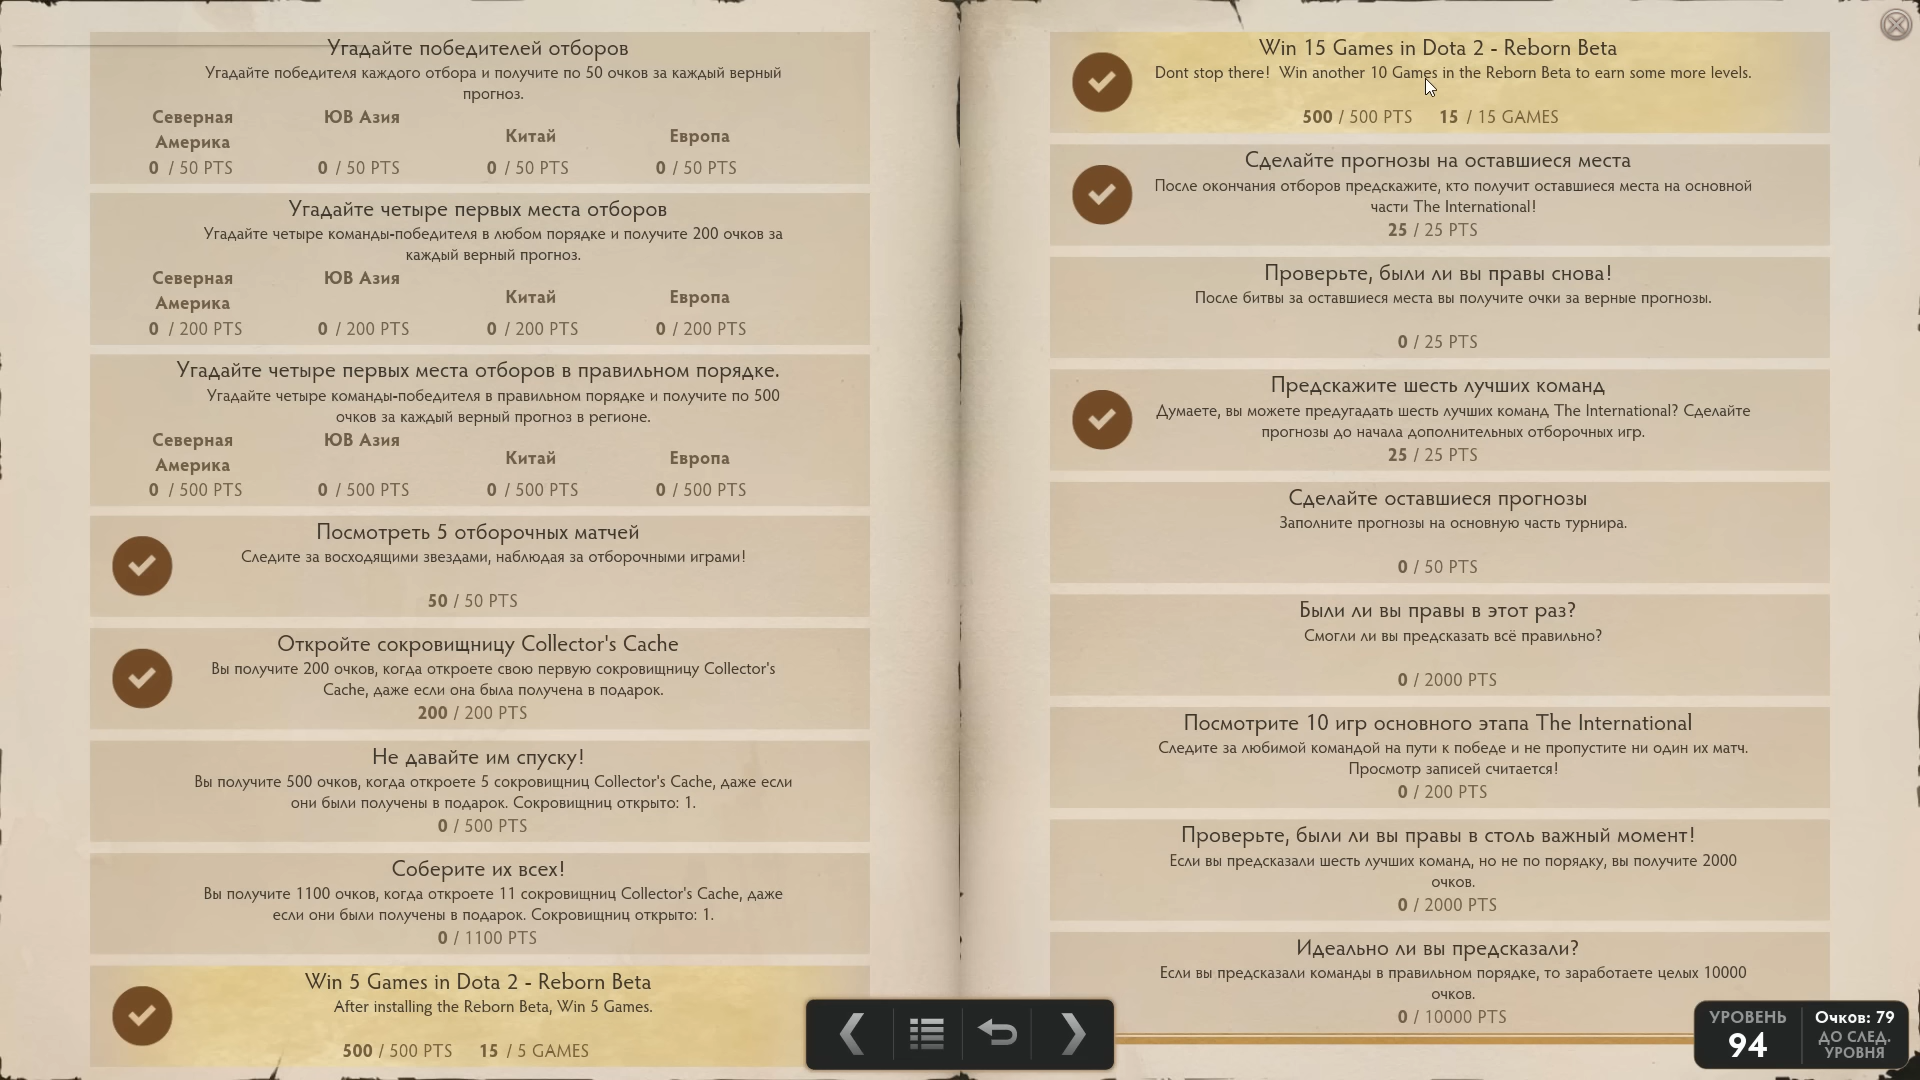 Угадайте победителей отборов
Угадайте победителя каждого отбора и получите по 50 очков за каждый верный
прогноз.
Северная Америка
ЮВ Азия
Китай
Европа
0 / 50 PTS
0 / 50 PTS
0 / 50 PTS
0 / 50 PTS
Угадайте четыре первых места отборов
Угадайте четыре команды-победителя в любом порядке и получите 200 очков за
каждый верный прогноз.
Северная Америка
ЮВ Азия
Китай
Европа
0 / 200 PTS
0 / 200 PTS
0 / 200 PTS
0 / 200 PTS
Угадайте четыре первых места отборов в правильном порядке.
Угадайте четыре команды-победителя в правильном порядке и получите по 500
очков за каждый верный прогноз в регионе.
Северная Америка
ЮВ Азия
Китай
Европа
0 / 500 PTS
0 / 500 PTS
0 / 500 PTS
0 / 500 PTS
Посмотреть 5 отборочных матчей
Следите за восходящими звездами, наблюдая за отборочными играми!
50 / 50 PTS
Откройте сокровищницу Collector's Cache
Вы получите 200 очков, когда откроете свою первую сокровищницу Collector's
Cache, даже если она была получена в подарок.
200 / 200 PTS
Не давайте им спуску!
Вы получите 500 очков, когда откроете 5 сокровищниц Collector's Cache, даже если
они были получены в подарок. Сокровищниц открыто: 1.
0 / 500 PTS
Соберите их всех!
Вы получите 1100 очков, когда откроете 11 сокровищниц Collector's Cache, даже
если они были получены в подарок. Сокровищниц открыто: 1.
0 / 1100 PTS
Win 5 Games in Dota 2 - Reborn Beta
After installing the Reborn Beta, Win 5 Games.
500 / 500 PTS 15 / 5 GAMES
Win 15 Games in Dota 2 - Reborn Beta
Dont stop there! Win another 10 Games in the Reborn Beta to earn some more levels.
500 / 500 PTS 15 / 15 GAMES
Сделайте прогнозы на оставшиеся места
После окончания отборов предскажите, кто получит оставшиеся места на основной
части The International!
25 / 25 PTS
Проверьте, были ли вы правы снова!
После битвы за оставшиеся места вы получите очки за верные прогнозы.
0 / 25 PTS
Предскажите шесть лучших команд
Думаете, вы можете предугадать шесть лучших команд The International? Сделайте
прогнозы до начала дополнительных отборочных игр.
25 / 25 PTS
Сделайте оставшиеся прогнозы
Заполните прогнозы на основную часть турнира.
0 / 50 PTS
Были ли вы правы в этот раз?
Смогли ли вы предсказать всё правильно?
0 / 2000 PTS
Посмотрите 10 игр основного этапа The International
Следите за любимой командой на пути к победе и не пропустите ни один их матч.
Просмотр записей считается!
0 / 200 PTS
Проверьте, были ли вы правы в столь важный момент!
Если вы предсказали шесть лучших команд, но не по порядку, вы получите 2000
очков.
0 / 2000 PTS
Идеально ли вы предсказали?
Если вы предсказали команды в правильном порядке, то заработаете целых 10000
очков.
0 / 10000 PTS
УРОВЕНЬ
94
Очков: 79
ДО СЛЕД.
УРОВНЯ